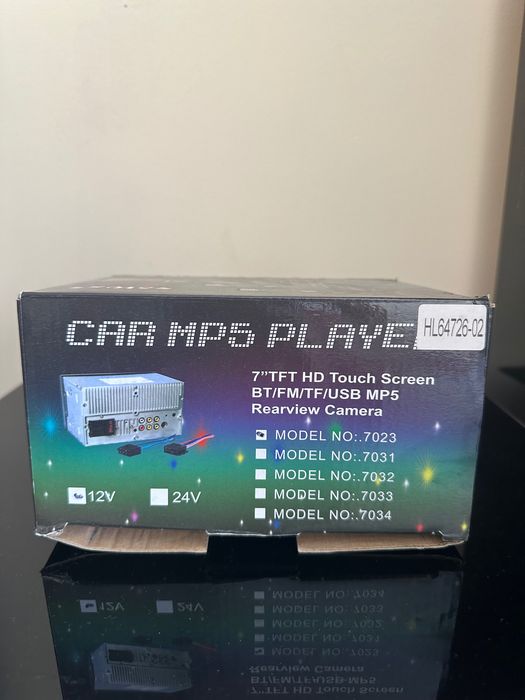 CAR MP5 PLAYE
HL64726-02
7"TFT HD Touch Screen
BT/FM/TF/USB MP5
Rearview Camera
MODEL NO:.7023
MODEL NO:.7031
MODEL NO:.7032
MODEL NO:.7033
MODEL NO:.7034
12V
24V